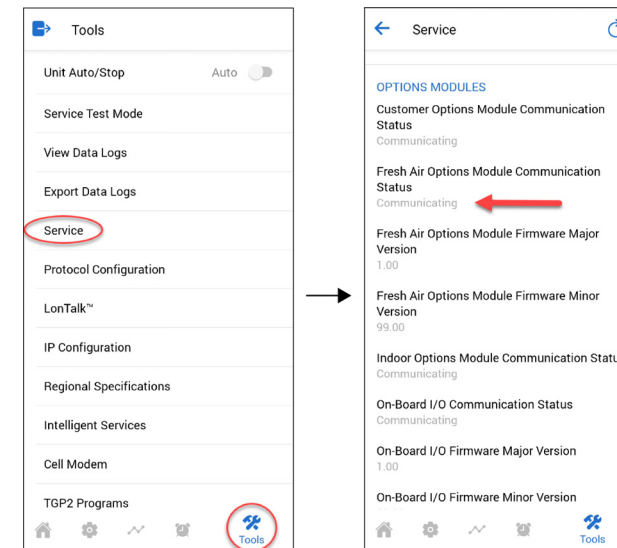 Tools
Unit Auto/Stop Auto
Service Test Mode
View Data Logs
Export Data Logs
Service
Protocol Configuration
LonTalk™
IP Configuration
Regional Specifications
Intelligent Services
Cell Modem
TGP2 Programs
Tools
Service
OPTIONS MODULES
Customer Options Module Communication
Status
Communicating
Fresh Air Options Module Communication
Status
Communicating
Fresh Air Options Module Firmware Major
Version
1.00
Fresh Air Options Module Firmware Minor
Version
99.00
Indoor Options Module Communication Statu
Communicating
On-Board I/O Communication Status
Communicating
On-Board I/O Firmware Major Version
1.00
On-Board I/O Firmware Minor Version
Tools